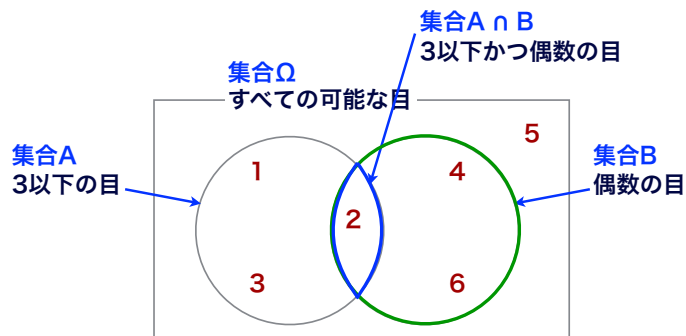 集合A ∩ B
3以下かつ偶数の目
集合Ω
すべての可能な目
5
集合A
3以下の目
1
4
集合B
偶数の目
2
3
6